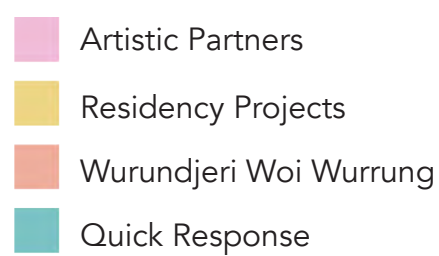 Artistic Partners
Residency Projects
Wurundjeri Woi Wurrung
Quick Response